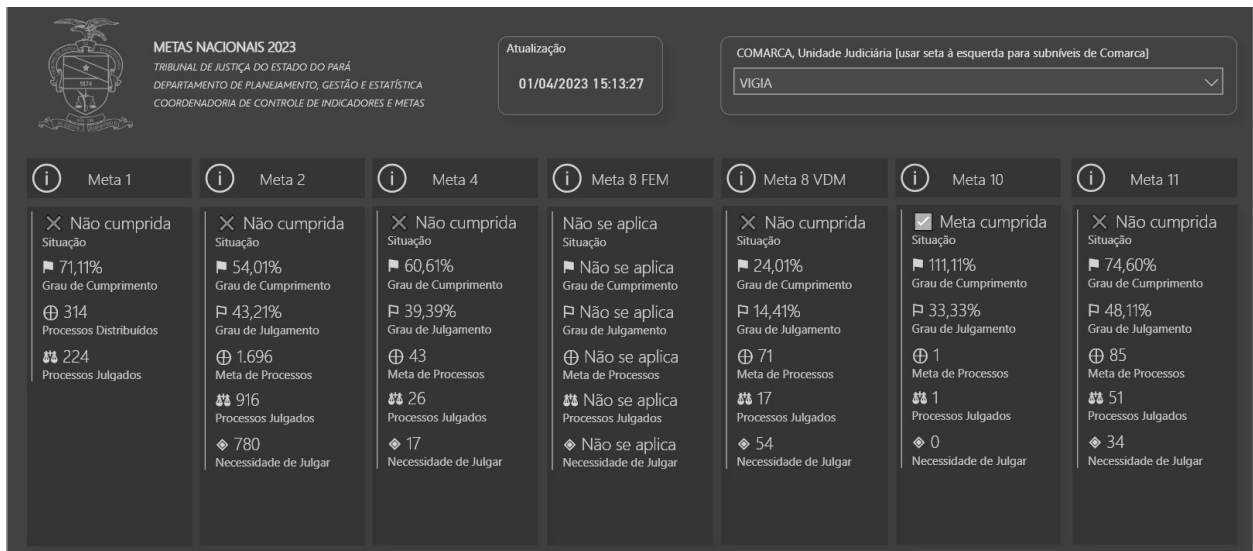 METAS NACIONAIS 2023
TRIBUNAL DE JUSTIÇA DO ESTADO DO PARÁ
DEPARTAMENTO DE PLANEJAMENTO, GESTÃO E ESTATÍSTICA
COORDENADORIA DE CONTROLE DE INDICADORES E METAS
Atualização
01/04/2023 15:13:27
COMARCA, Unidade Judiciária [usar seta à esquerda para subníveis de Comarca]
VIGIA
1874
Meta 1
Não cumprida
Situação
71,11%
Grau de Cumprimento
314
Processos Distribuídos
224
Processos Julgados
Meta 2
Não cumprida
Situação
54,01%
Grau de Cumprimento
43,21%
Grau de Julgamento
1.696
Meta de Processos
916
Processos Julgados
780
Necessidade de Julgar
Meta 4
Não cumprida
Situação
60,61%
Grau de Cumprimento
39,39%
Grau de Julgamento
43
Meta de Processos
26
Processos Julgados
17
Necessidade de Julgar
Meta 8 FEM
Não se aplica
Situação
Não se aplica
Grau de Cumprimento
Não se aplica
Grau de Julgamento
Não se aplica
Meta de Processos
Não se aplica
Processos Julgados
Não se aplica
Necessidade de Julgar
Meta 8 VDM
Não cumprida
Situação
24,01%
Grau de Cumprimento
14,41%
Grau de Julgamento
71
Meta de Processos
17
Processos Julgados
54
Necessidade de Julgar
Meta 10
Meta cumprida
Situação
111,11%
Grau de Cumprimento
33,33%
Grau de Julgamento
1
Meta de Processos
1
Processos Julgados
0
Necessidade de Julgar
Meta 11
Não cumprida
Situação
74,60%
Grau de Cumprimento
48,11%
Grau de Julgamento
85
Meta de Processos
51
Processos Julgados
34
Necessidade de Julgar